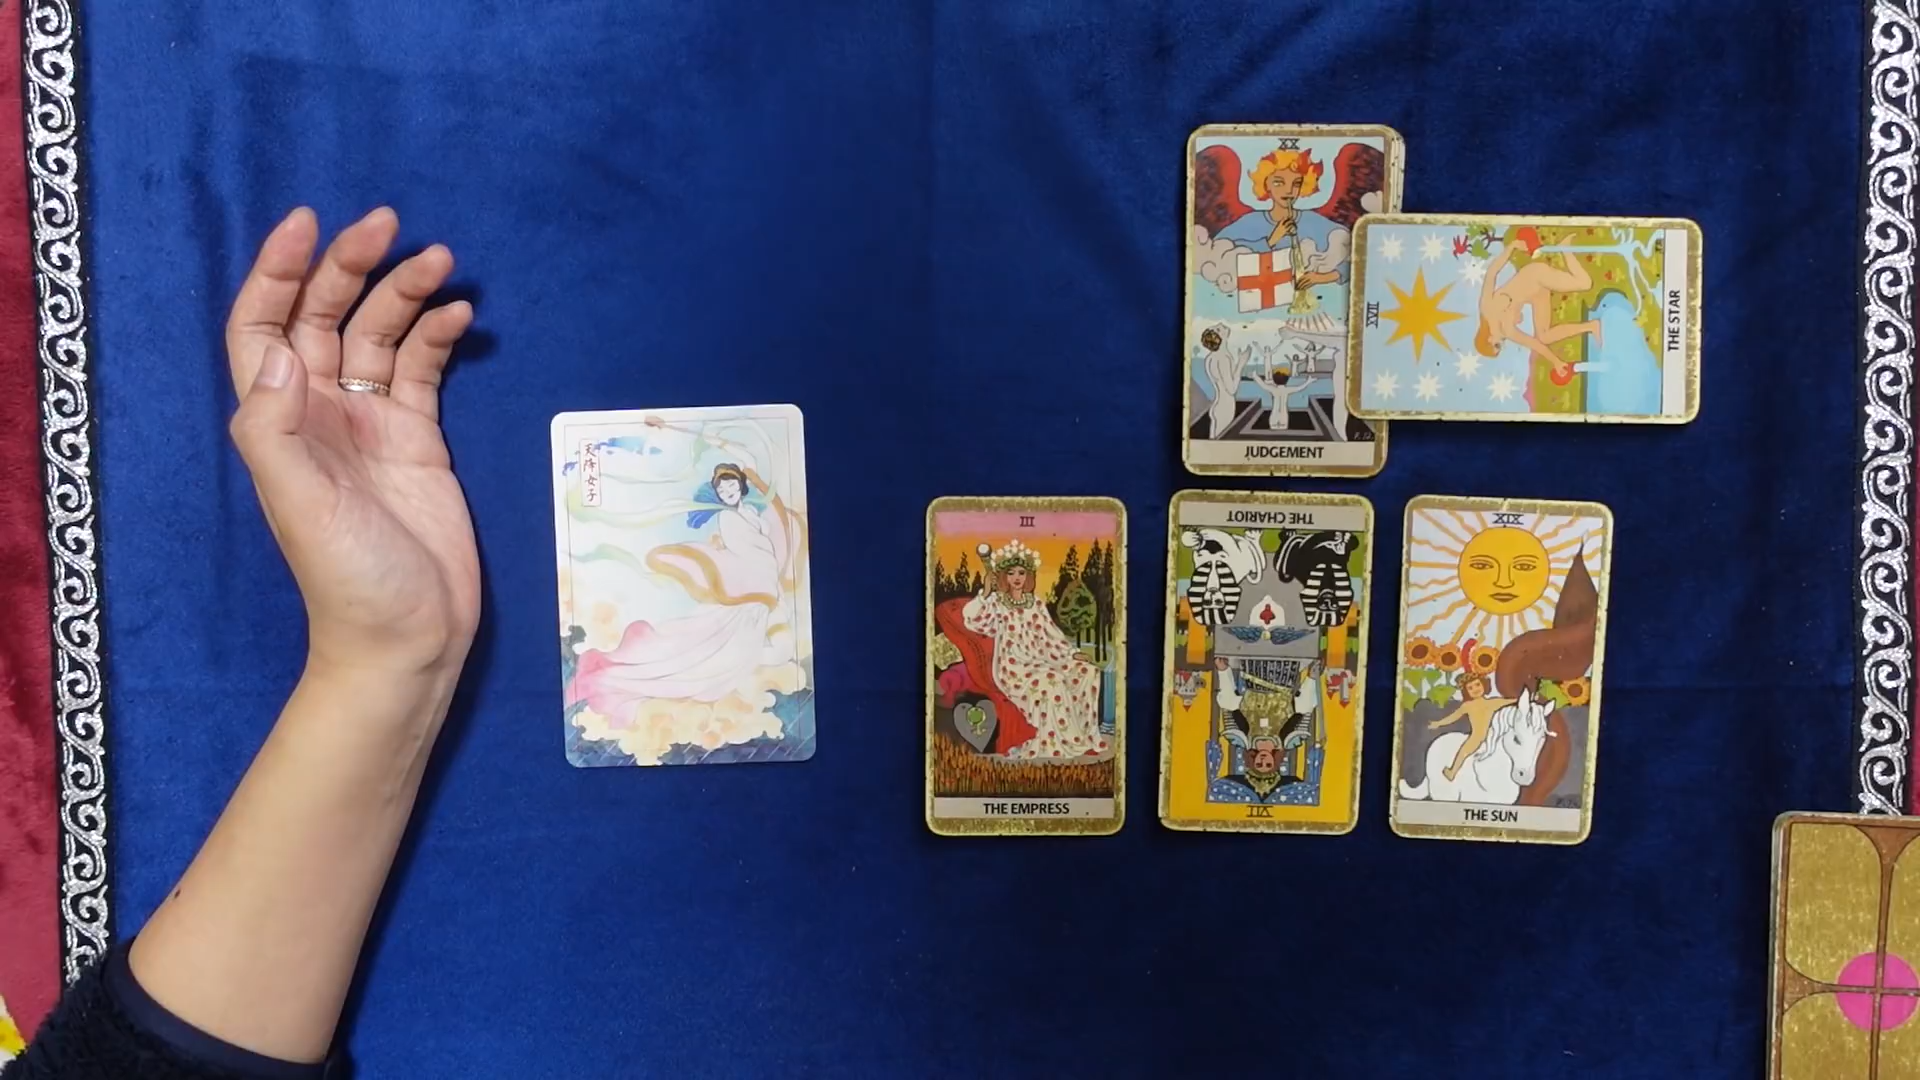 天降女子
XX
JUDGEMENT
XVII
THE STAR
III
THE EMPRESS
THE CHARIOT
VII
XIX
THE SUN